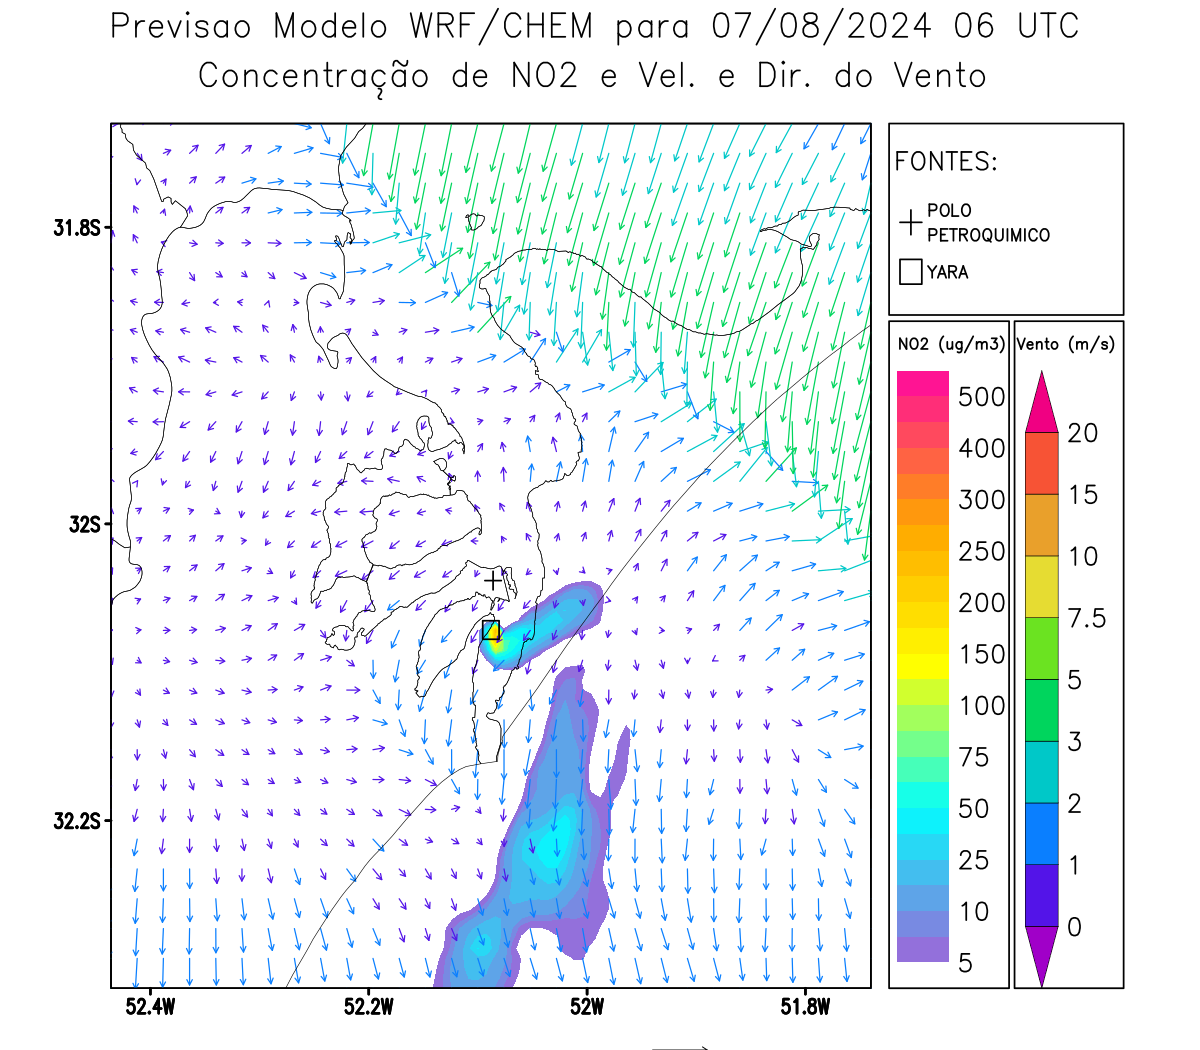 Previsao Modelo WRF/CHEM para 07/08/2024 06 UTC
Concentração de NO2 e Vel. e Dir. do Vento
FONTES:
POLO
PETROQUIMICO
YARA
NO2 (ug/m3)
500
400
300
250
200
150
100
75
50
25
10
5
Vento (m/s)
20
15
10
7.5
5
3
2
1
0
31.8S
32S
32.2S
52.4W
52.2W
52W
51.8W